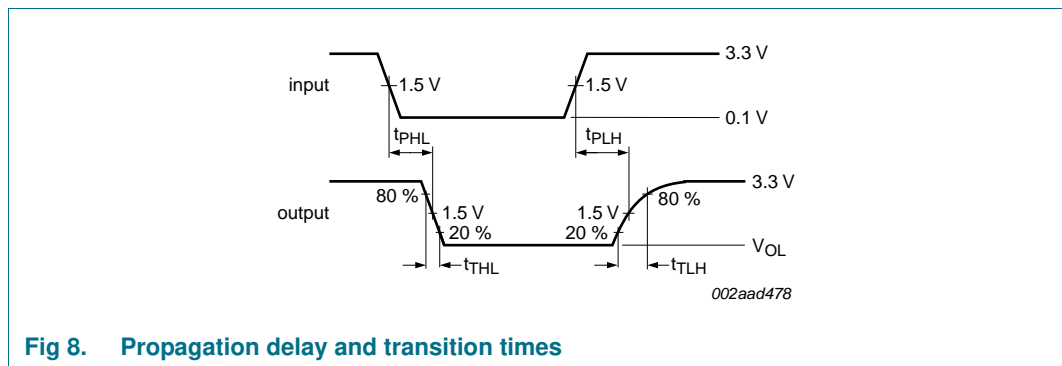 3.3 V
input
1.5 V
1.5 V
0.1 V
tPHL
tPLH
3.3 V
80 %
80 %
output
1.5 V
1.5 V
20 %
20 %
VOL
tTHL
tTLH
002aad478
Fig 8. Propagation delay and transition times